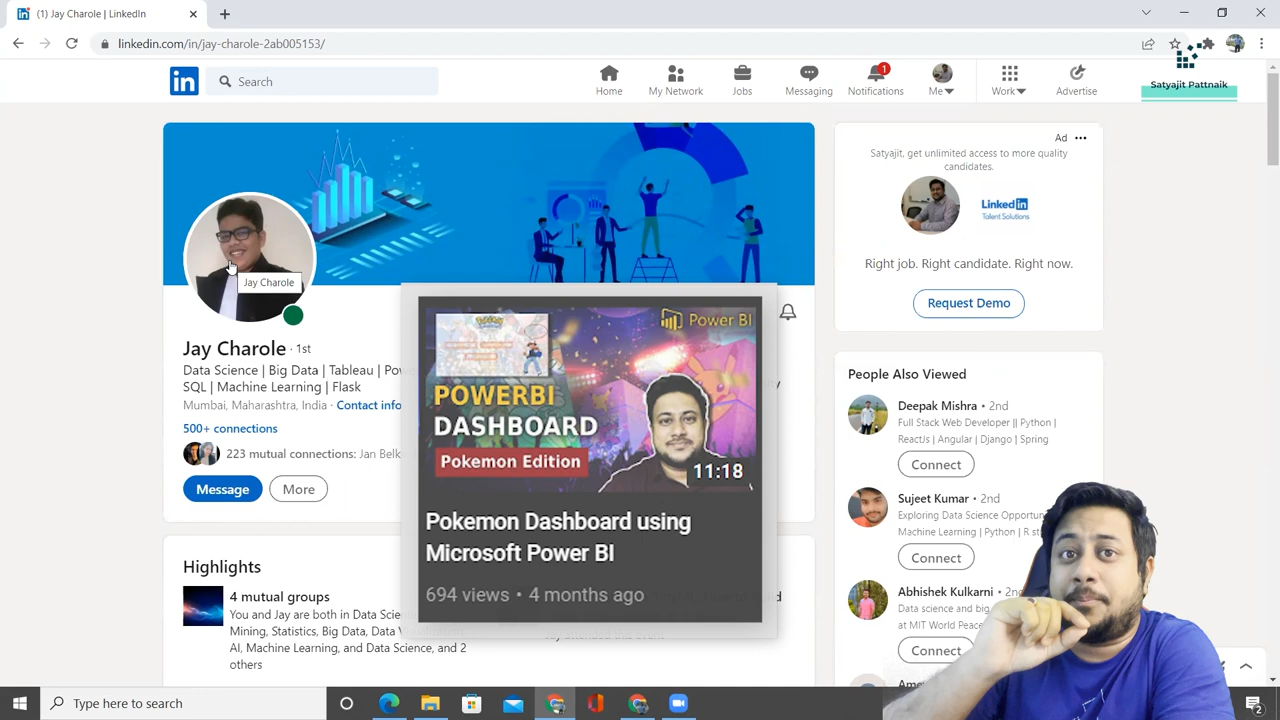 (1) Jay Charole | LinkedIn
linkedin.com/in/jay-charole-2ab005153/
in
Search
Home
My Network
Jobs
Messaging
1
Notifications
Me
Work
Advertise
Satyajit Pattnaik
Jay Charole
Jay Charole · 1st
Data Science | Big Data | Tableau |
SQL | Machine Learning | Flask
Mumbai, Maharashtra, India · Contact info
500+ connections
223 mutual connections: Jan
Message
More
Highlights
4 mutual groups
You and Jay are both in Data
Mining, Statistics, Big Data, Data
AI, Machine Learning, and Data Science, and 2
others
Power BI
POWERBI
DASHBOARD
Pokemon Edition
11:18
Pokemon Dashboard using
Microsoft Power BI
694 views • 4 months ago
Ad •••
Satyajit, get unlimited access to more quality
candidates.
Linked in
Talent Solutions
Right job. Right candidate. Right now.
Request Demo
People Also Viewed
Deepak Mishra • 2nd
Full Stack Web Developer || Python |
ReactJs | Angular | Django | Spring
Connect
Sujeet Kumar • 2nd
Exploring Data Science
Machine Learning | Python | R
Connect
Abhishek Kulkarni • 2nd
Data science and big
at MIT World
Connect
Type here to search
2